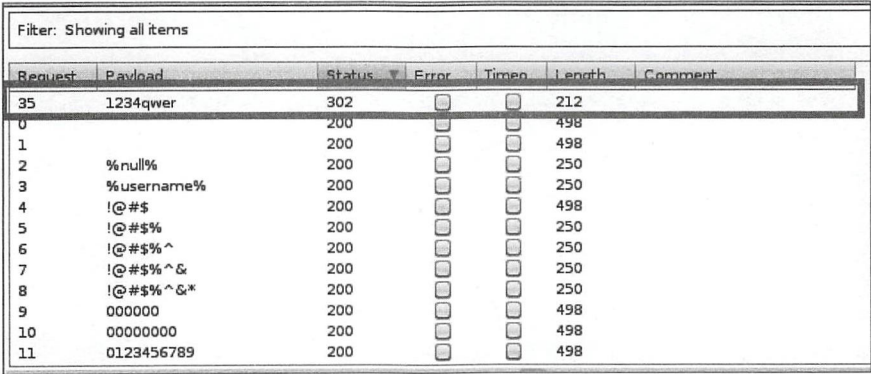 Filter: Showing all items
Request Payload Status Error Timeo Length Comment
35 1234qwer 302 212
0 200 498
1 200 498
2 %null% 200 250
3 %username% 200 250
4 !@#$ 200 498
5 !@#$% 200 250
6 !@#$%^ 200 250
7 !@#$%^& 200 250
8 !@#$%^&* 200 250
9 000000 200 498
10 00000000 200 498
11 0123456789 200 498